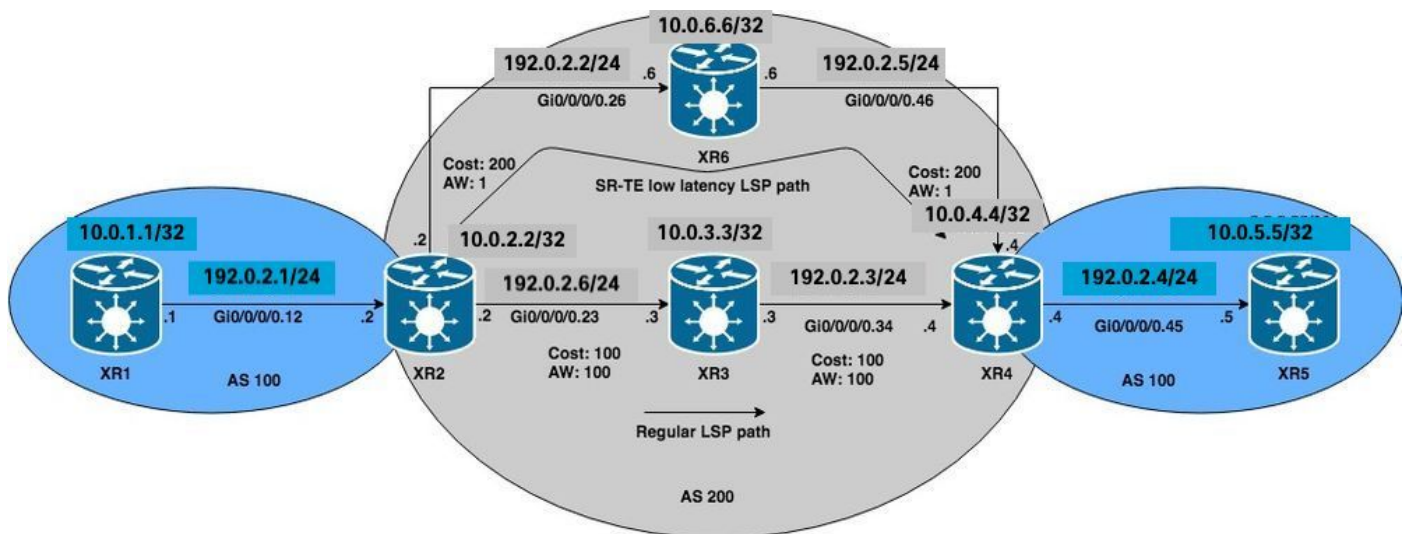 10.0.6.6/32
192.0.2.2/24
.6
.6
192.0.2.5/24
Gi0/0/0/0.26
Gi0/0/0/0.46
XR6
Cost: 200
AW: 1
SR-TE low latency LSP path
Cost: 200
AW: 1
10.0.1.1/32
.2
10.0.2.2/32
10.0.3.3/32
10.0.4.4/32
.4
10.0.5.5/32
192.0.2.1/24
192.0.2.6/24
192.0.2.3/24
192.0.2.4/24
.1
Gi0/0/0/0.12
.2
.2
Gi0/0/0/0.23
.3
.3
Gi0/0/0/0.34
.4
.4
Gi0/0/0/0.45
.5
Cost: 100
AW: 100
Cost: 100
AW: 100
XR1
XR2
XR3
XR4
XR5
AS 100
AS 100
Regular LSP path
AS 200